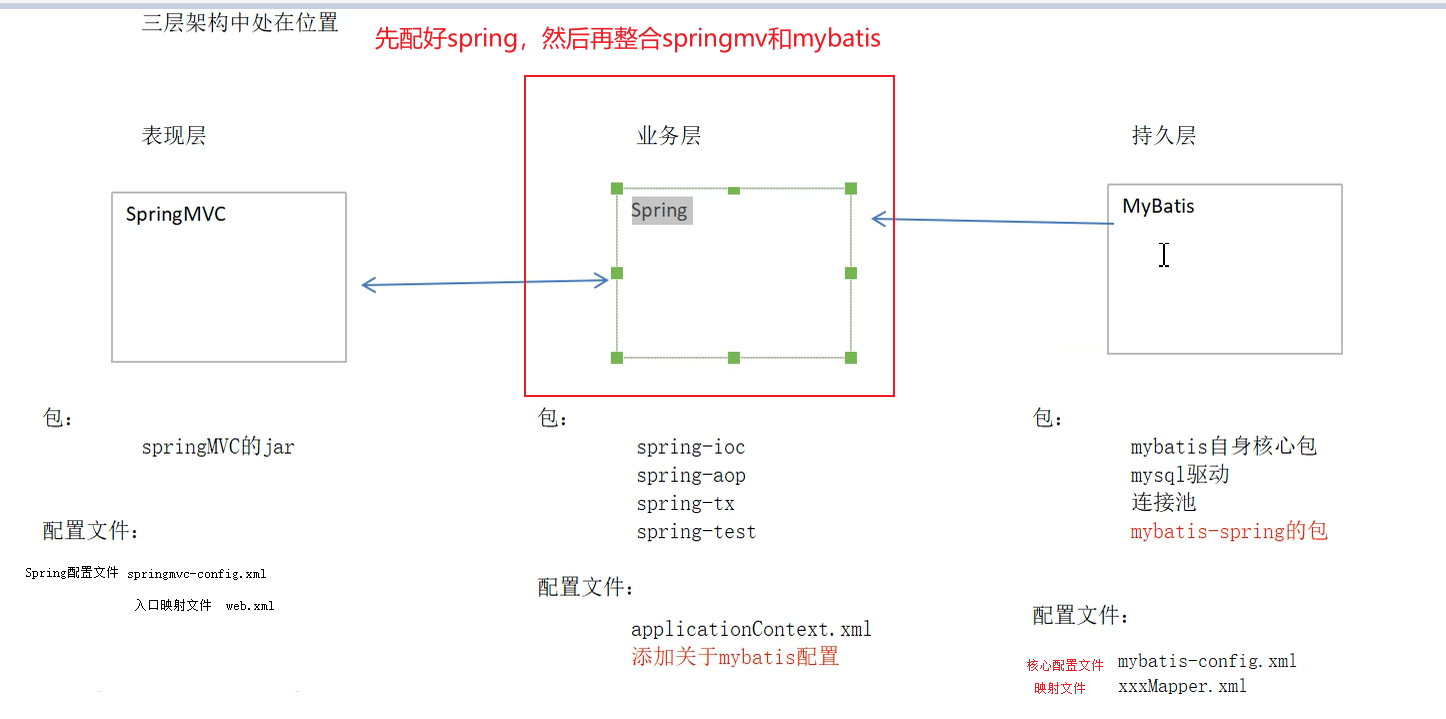 三层架构中处在位置
先配好spring，然后再整合springmv和mybatis
表现层
业务层
持久层
SpringMVC
Spring
MyBatis
包：
springMVC的jar
配置文件：
Spring配置文件 springmvc-config.xml
入口映射文件 web.xml
包：
spring-ioc
spring-aop
spring-tx
spring-test
配置文件：
applicationContext.xml
添加关于mybatis配置
包：
mybatis自身核心包
mysql驱动
连接池
mybatis-spring的包
配置文件：
核心配置文件 mybatis-config.xml
映射文件 xxxMapper.xml